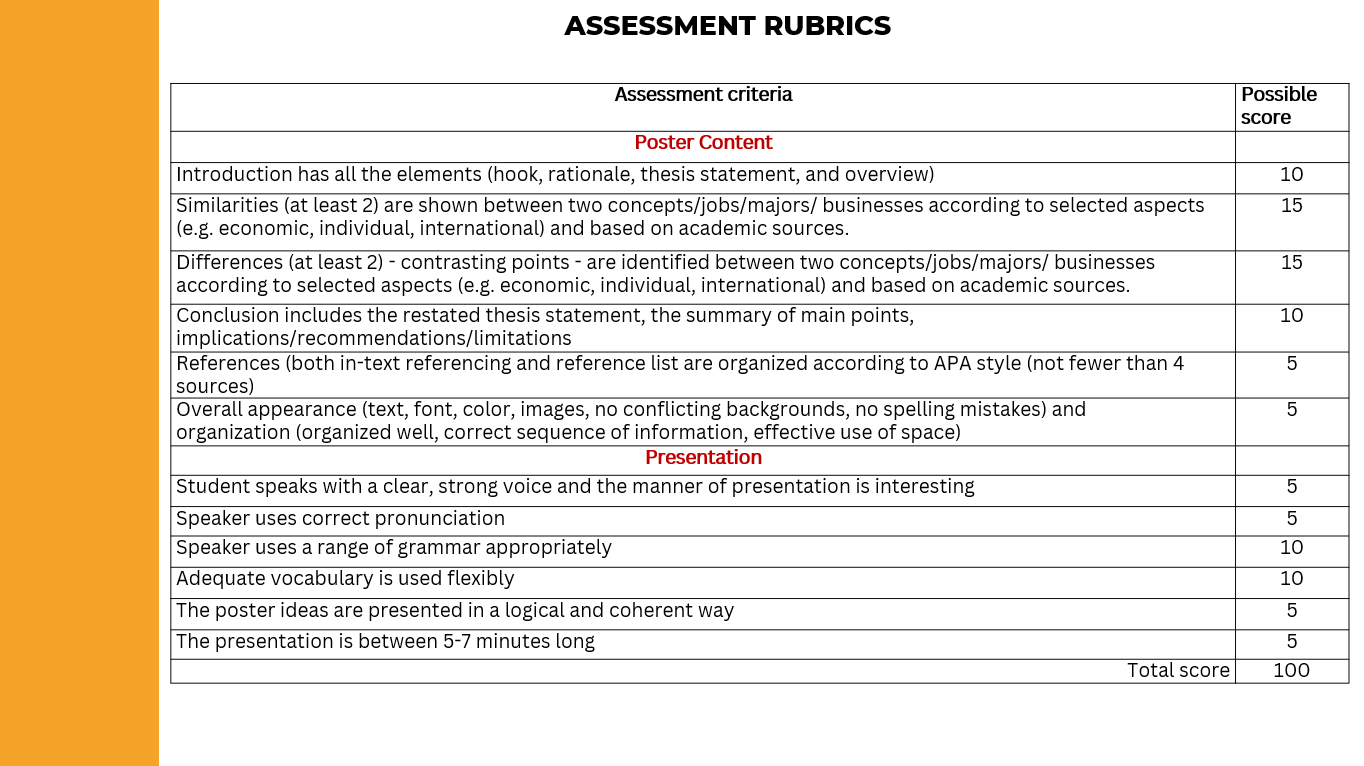 ASSESSMENT RUBRICS
Assessment criteria
Possible
score
Poster Content
Introduction has all the elements (hook, rationale, thesis statement, and overview)
10
Similarities (at least 2) are shown between two concepts/jobs/majors/ businesses according to selected aspects
(e.g. economic, individual, international) and based on academic sources.
15
Differences (at least 2) - contrasting points - are identified between two concepts/jobs/majors/ businesses
according to selected aspects (e.g. economic, individual, international) and based on academic sources.
15
Conclusion includes the restated thesis statement, the summary of main points,
implications/recommendations/limitations
10
References (both in-text referencing and reference list are organized according to APA style (not fewer than 4
sources)
5
Overall appearance (text, font, color, images, no conflicting backgrounds, no spelling mistakes) and
organization (organized well, correct sequence of information, effective use of space)
5
Presentation
Student speaks with a clear, strong voice and the manner of presentation is interesting
5
Speaker uses correct pronunciation
5
Speaker uses a range of grammar appropriately
10
Adequate vocabulary is used flexibly
10
The poster ideas are presented in a logical and coherent way
5
The presentation is between 5-7 minutes long
5
Total score
100